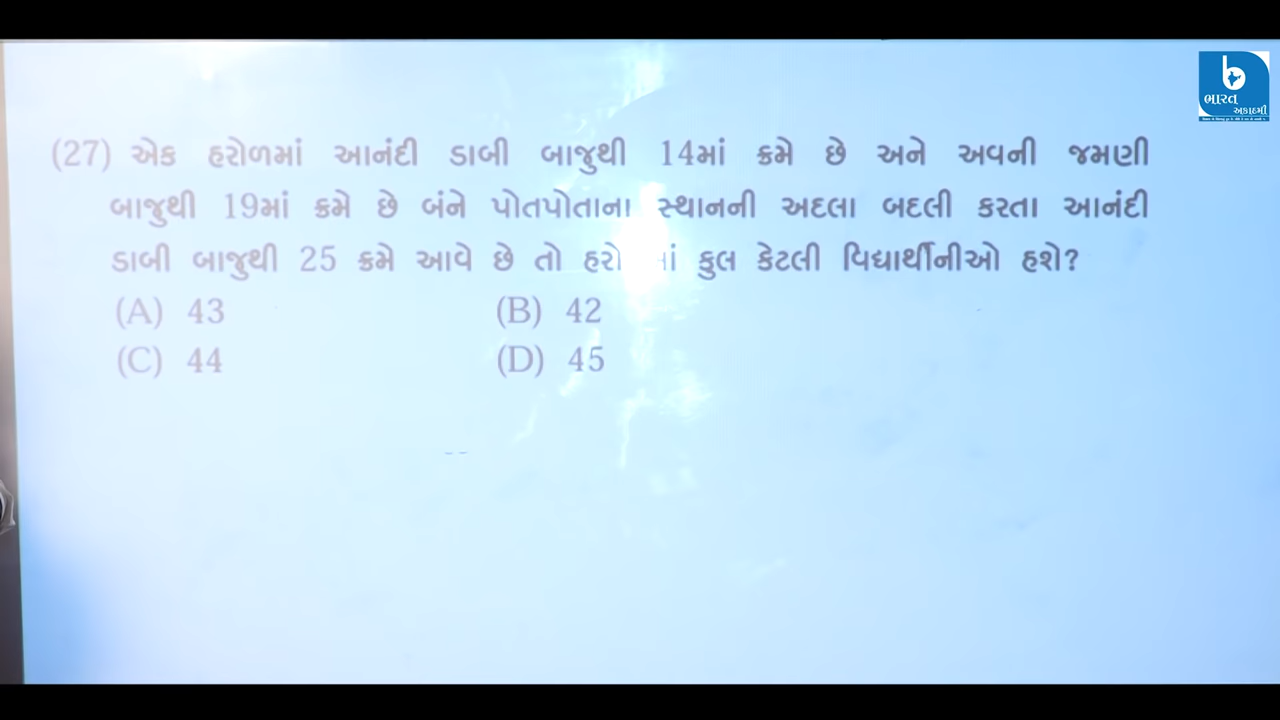 (27) એક હરોળમાં આનંદી ડાબી બાજુથી 14માં ક્રમે છે અને અવની જમણી
બાજુથી 19માં ક્રમે છે બંને પોતપોતાના સ્થાનની અદલા બદલી કરતા આનંદી
ડાબી બાજુથી 25 ક્રમે આવે છે તો કુલ કેટલી વિદ્યાર્થીનીઓ હશે?
(A) 43 (B) 42
(C) 44 (D) 45
ભારત
અકાદમી